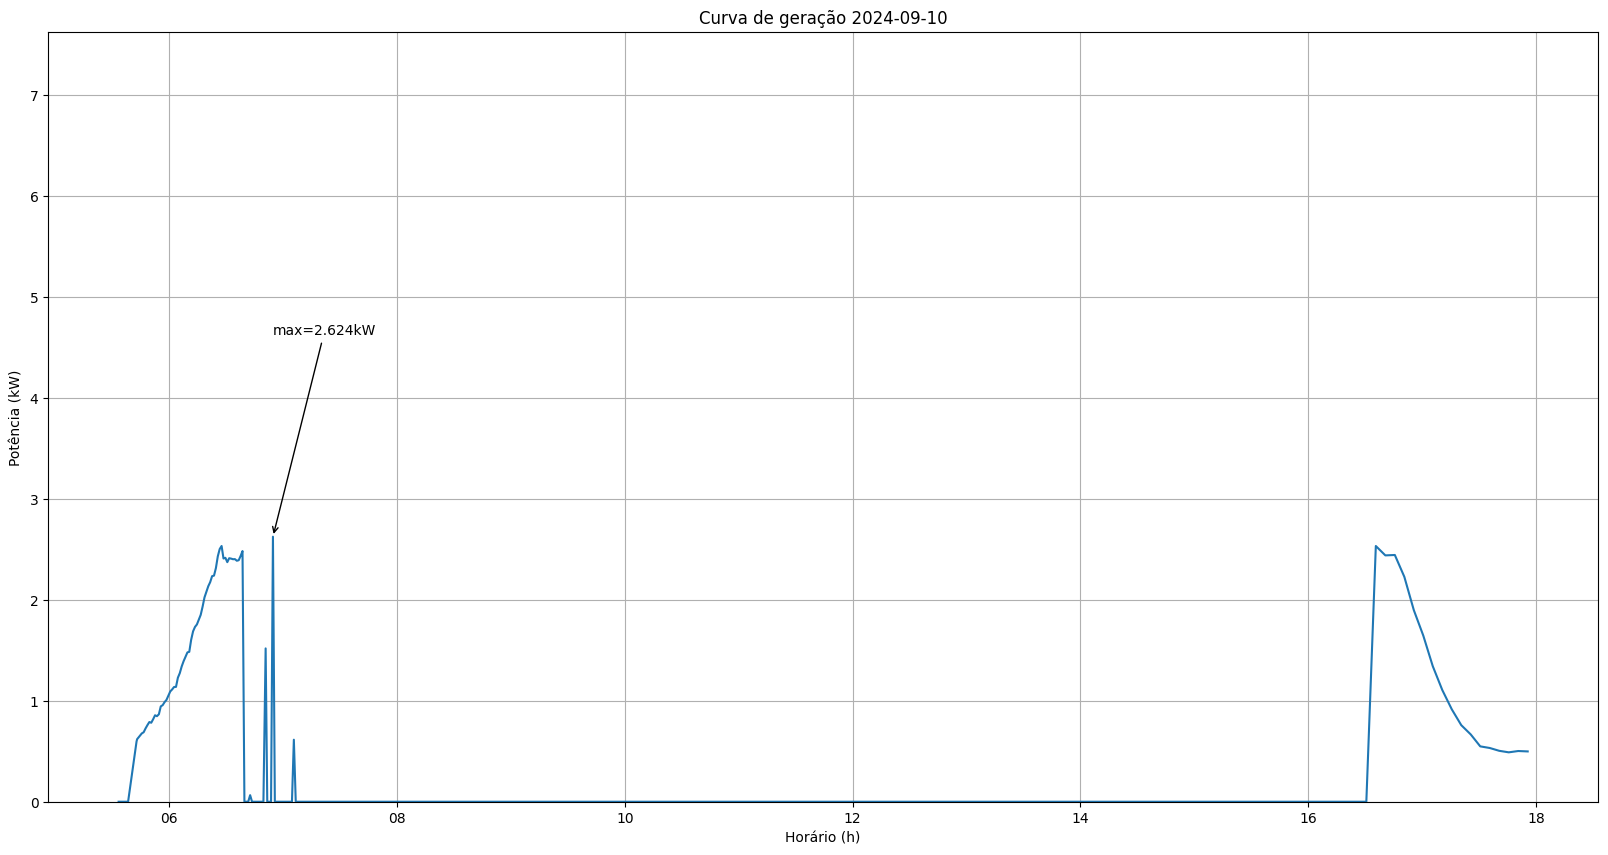 Curva de geração 2024-09-10
7
6
5
max=2.624kW
4
Potência (kW)
3
2
1
0
06 08 10 12 14 16 18
Horário (h)